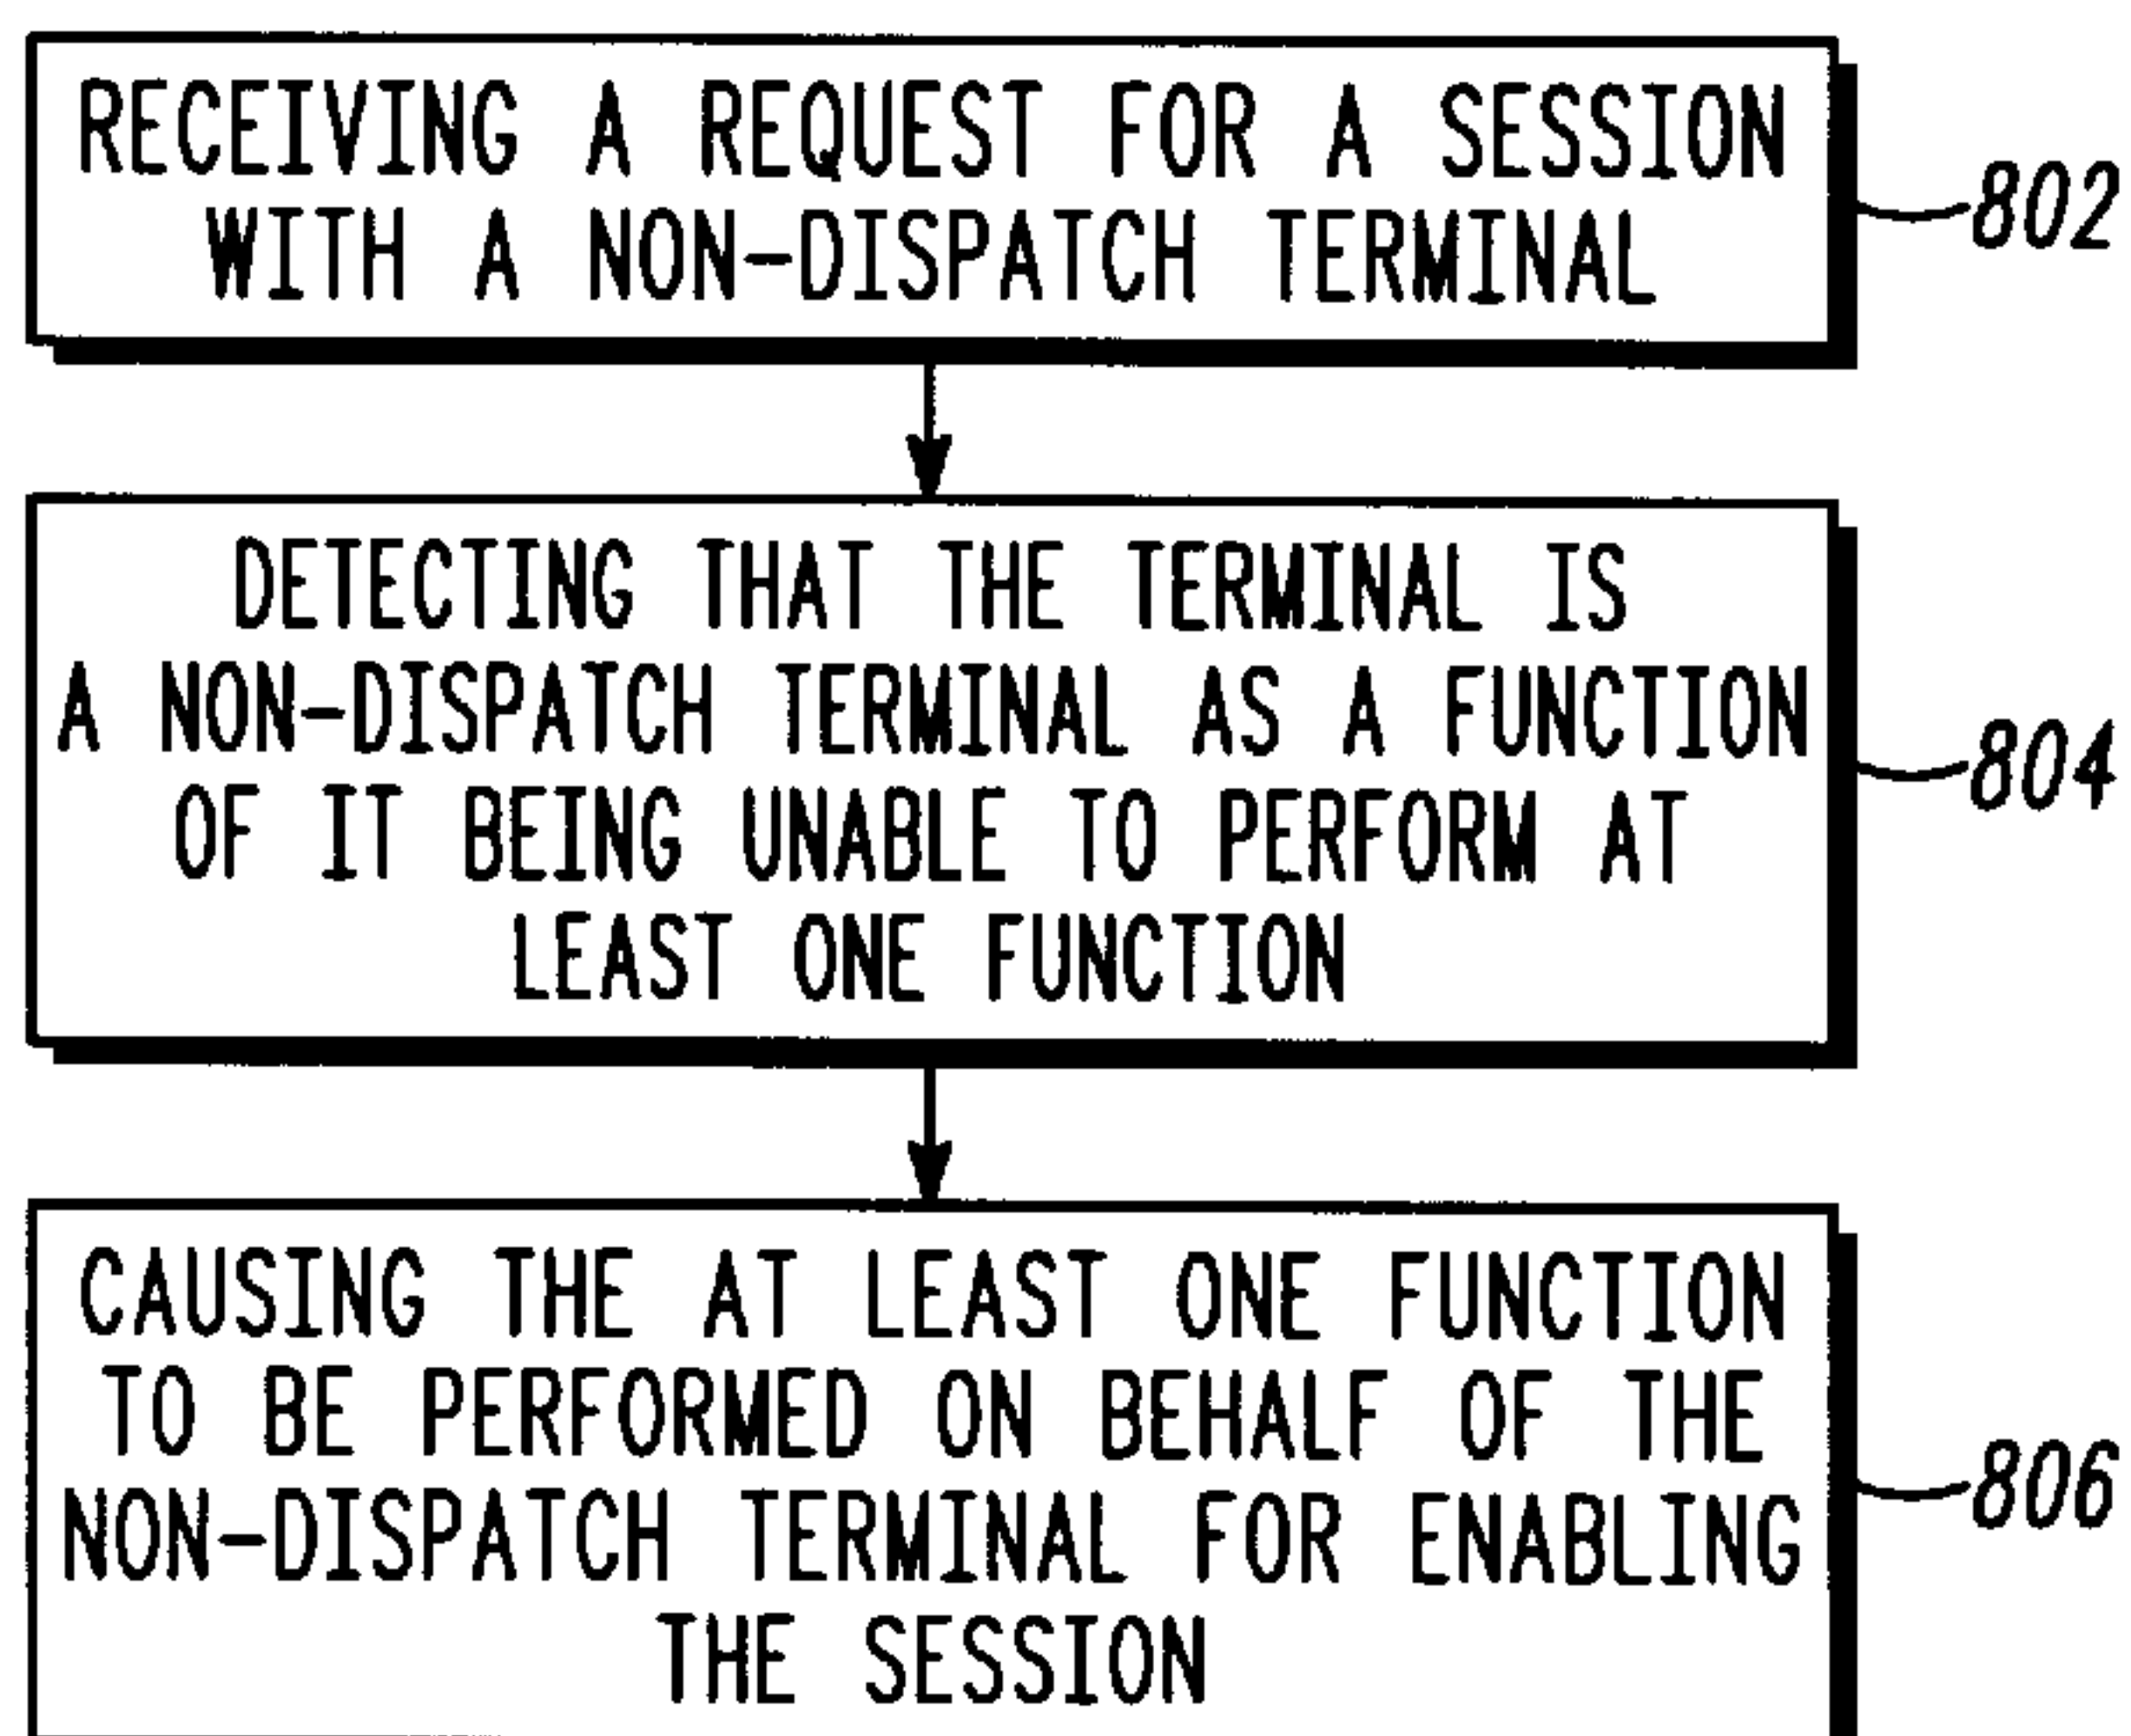 RECEIVING A REQUEST FOR A SESSION
WITH A NON-DISPATCH TERMINAL
802
DETECTING THAT THE TERMINAL IS
A NON-DISPATCH TERMINAL AS A FUNCTION
OF IT BEING UNABLE TO PERFORM AT
LEAST ONE FUNCTION
804
CAUSING THE AT LEAST ONE FUNCTION
TO BE PERFORMED ON BEHALF OF THE
NON-DISPATCH TERMINAL FOR ENABLING
THE SESSION
806